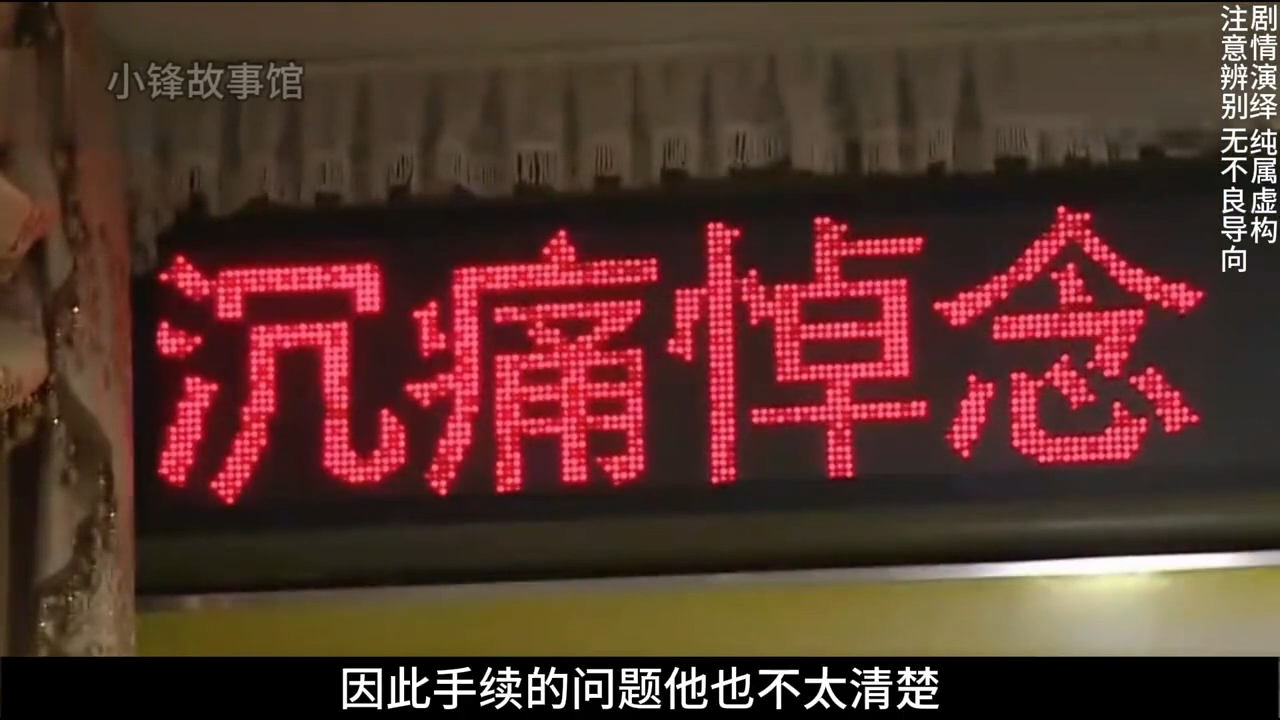 小锋故事馆
剧情演绎 纯属虚构
注意辨别 无不良导向
沉痛悼念
因此手续的问题他也不太清楚